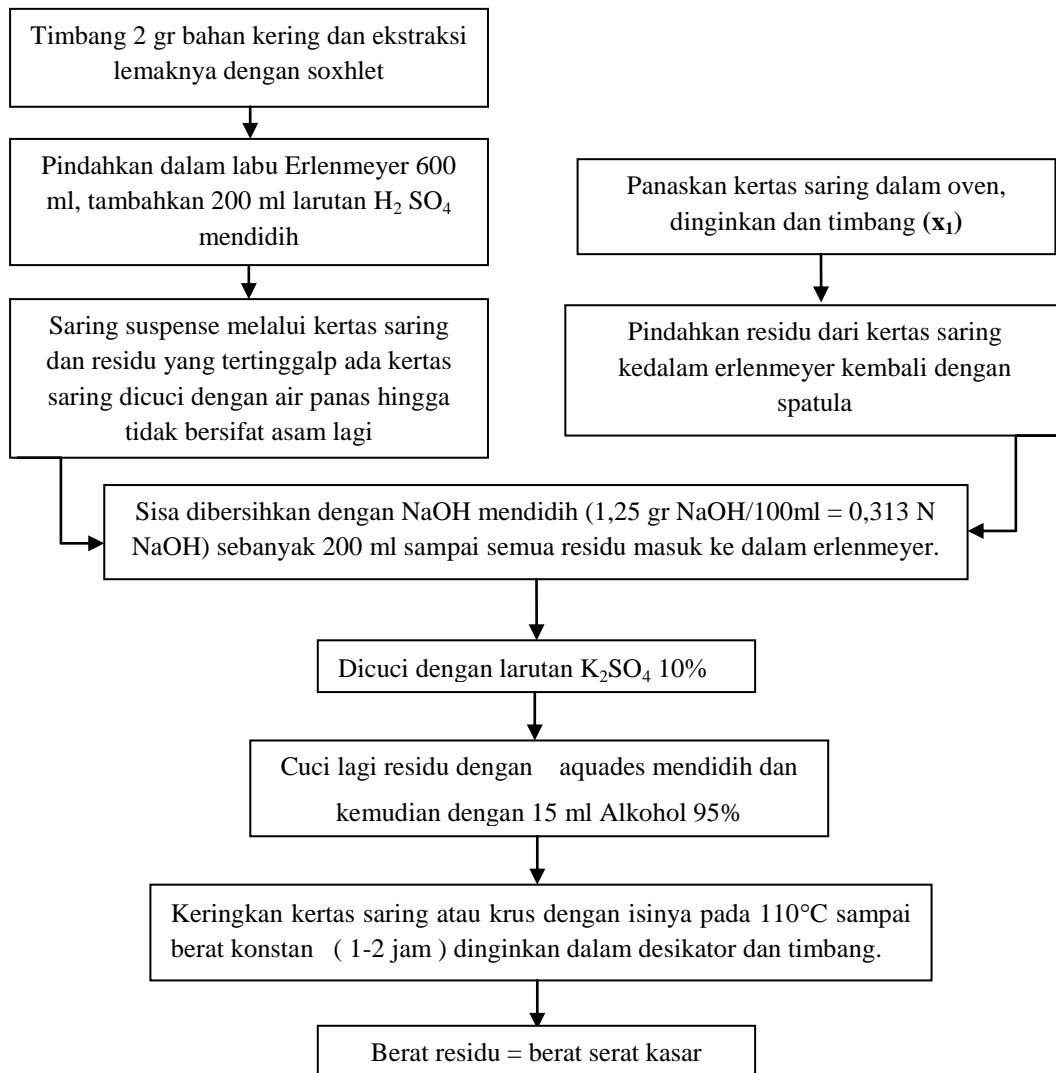 Timbang 2 gr bahan kering dan ekstraksi
lemaknya dengan soxhlet
Pindahkan dalam labu Erlenmeyer 600
ml, tambahkan 200 ml larutan H₂ SO₄
mendidih
Saring suspense melalui kertas saring
dan residu yang tertinggalp ada kertas
saring dicuci dengan air panas hingga
tidak bersifat asam lagi
Panaskan kertas saring dalam oven,
dinginkan dan timbang (x₁)
Pindahkan residu dari kertas saring
kedalam erlenmeyer kembali dengan
spatula
Sisa dibersihkan dengan NaOH mendidih (1,25 gr NaOH/100ml = 0,313 N
NaOH) sebanyak 200 ml sampai semua residu masuk ke dalam erlenmeyer.
Dicuci dengan larutan K₂SO₄ 10%
Cuci lagi residu dengan aquades mendidih dan
kemudian dengan 15 ml Alkohol 95%
Keringkan kertas saring atau krus dengan isinya pada 110°C sampai
berat konstan ( 1-2 jam ) dinginkan dalam desikator dan timbang.
Berat residu = berat serat kasar